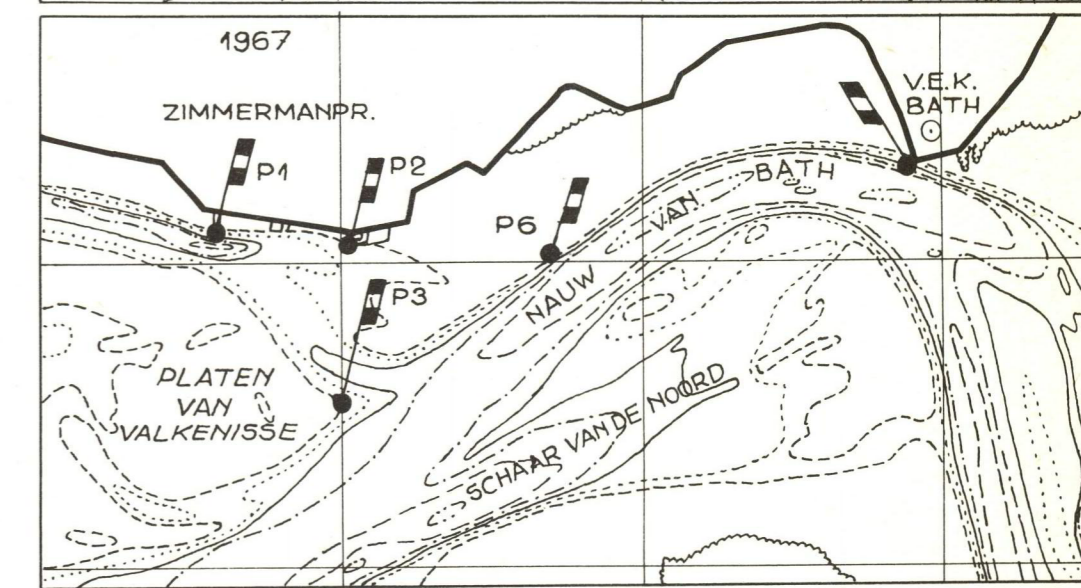 1967
ZIMMERMANPR.
P1
P2
P6
P3
V.E.K.
BATH
NAUW
VAN
BATH
PLATEN
VAN
VALKENISSE
SCHAAR VAN DE NOORD